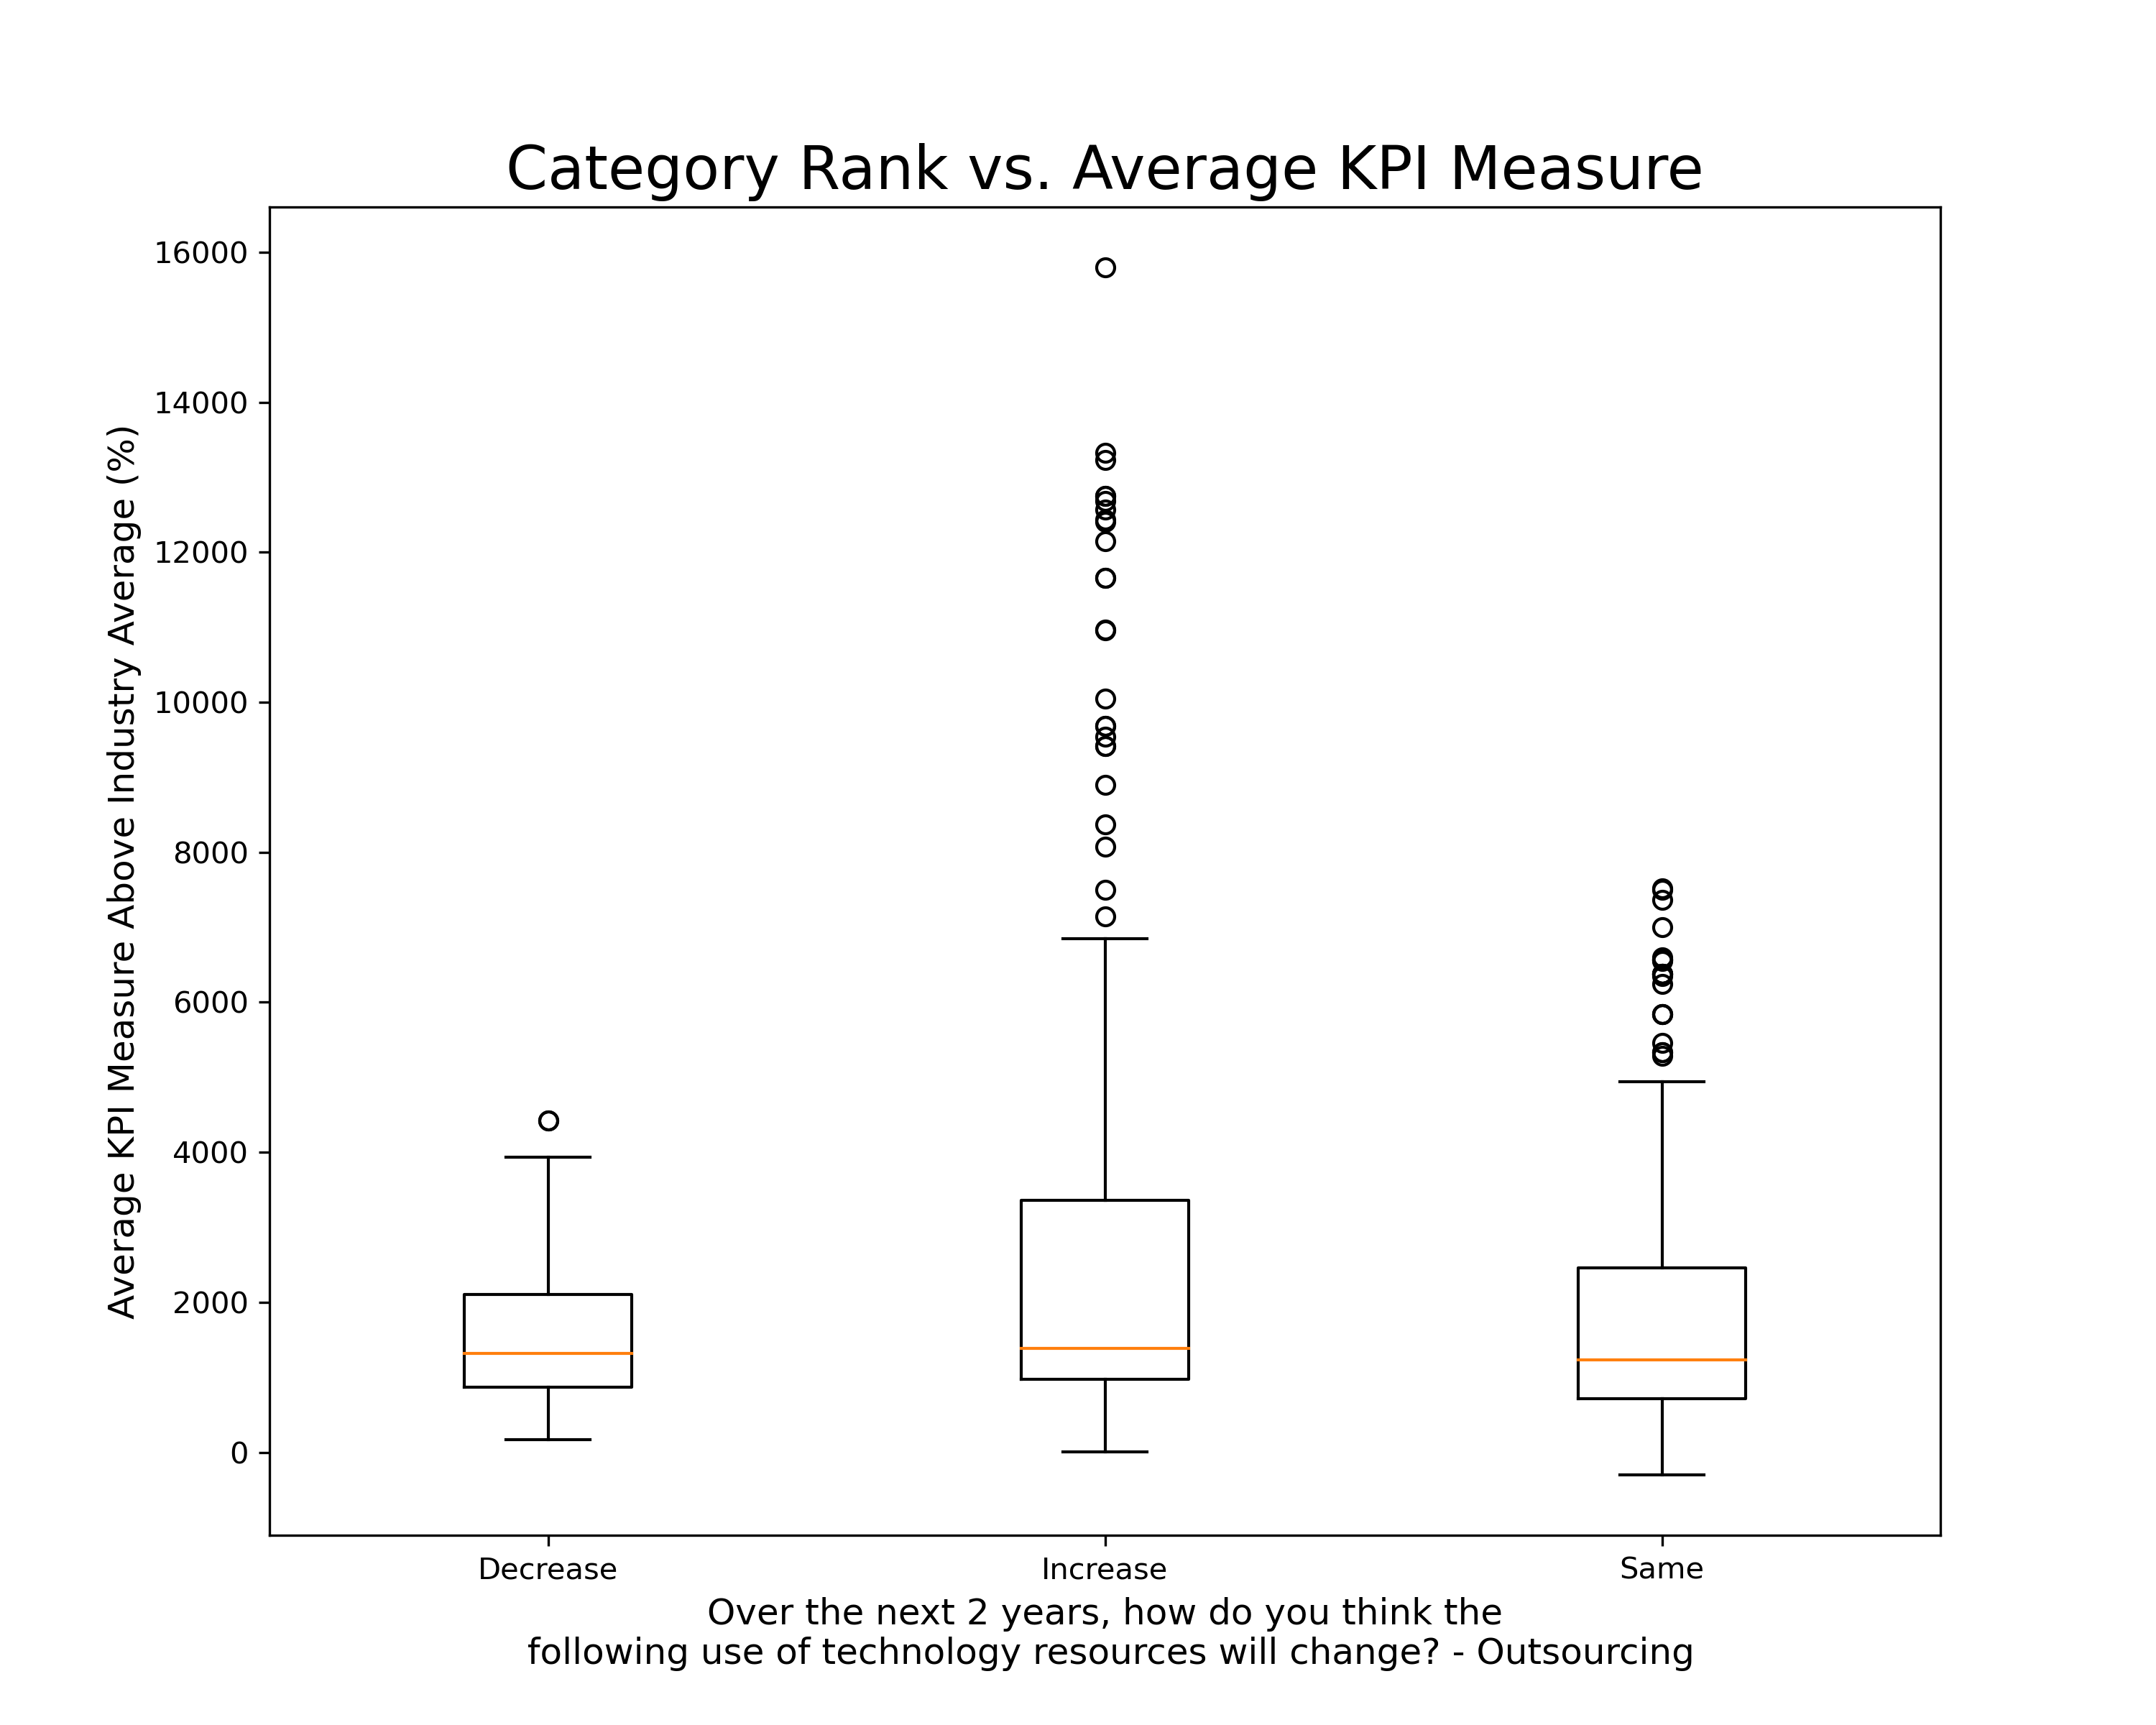 Category Rank vs. Average KPI Measure
Average KPI Measure Above Industry Average (%)
16000
14000
12000
10000
8000
6000
4000
2000
0
Decrease
Increase
Same
Over the next 2 years, how do you think the
following use of technology resources will change? - Outsourcing